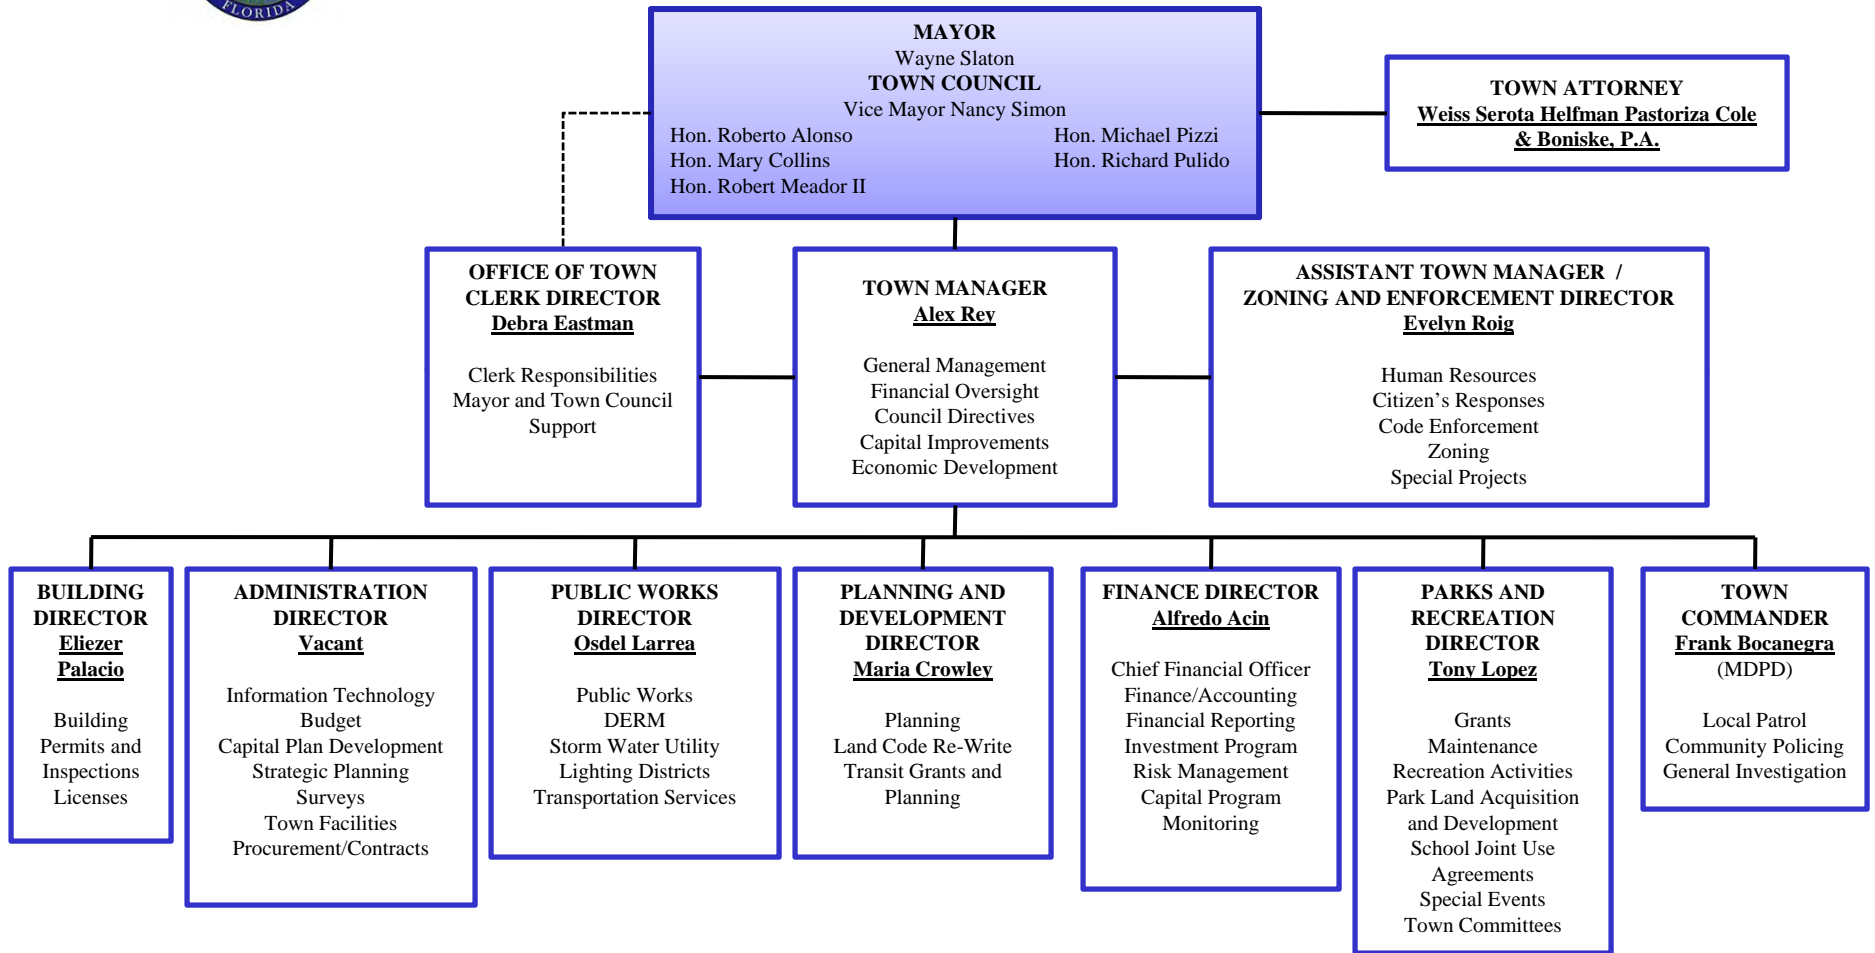 FLORIDA
MAYOR
Wayne Slaton
TOWN COUNCIL
Vice Mayor Nancy Simon
Hon. Roberto Alonso
Hon. Mary Collins
Hon. Robert Meador II
Hon. Michael Pizzi
Hon. Richard Pulido
TOWN ATTORNEY
Weiss Serota Helfman Pastoriza Cole
& Boniske, P.A.
OFFICE OF TOWN
CLERK DIRECTOR
Debra Eastman
Clerk Responsibilities
Mayor and Town Council
Support
TOWN MANAGER
Alex Rey
General Management
Financial Oversight
Council Directives
Capital Improvements
Economic Development
ASSISTANT TOWN MANAGER /
ZONING AND ENFORCEMENT DIRECTOR
Evelyn Roig
Human Resources
Citizen’s Responses
Code Enforcement
Zoning
Special Projects
BUILDING
DIRECTOR
Eliezer
Palacio
Building
Permits and
Inspections
Licenses
ADMINISTRATION
DIRECTOR
Vacant
Information Technology
Budget
Capital Plan Development
Strategic Planning
Surveys
Town Facilities
Procurement/Contracts
PUBLIC WORKS
DIRECTOR
Osdel Larrea
Public Works
DERM
Storm Water Utility
Lighting Districts
Transportation Services
PLANNING AND
DEVELOPMENT
DIRECTOR
Maria Crowley
Planning
Land Code Re-Write
Transit Grants and
Planning
FINANCE DIRECTOR
Alfredo Acin
Chief Financial Officer
Finance/Accounting
Financial Reporting
Investment Program
Risk Management
Capital Program
Monitoring
PARKS AND
RECREATION
DIRECTOR
Tony Lopez
Grants
Maintenance
Recreation Activities
Park Land Acquisition
and Development
School Joint Use
Agreements
Special Events
Town Committees
TOWN
COMMANDER
Frank Bocanegra
(MDPD)
Local Patrol
Community Policing
General Investigation